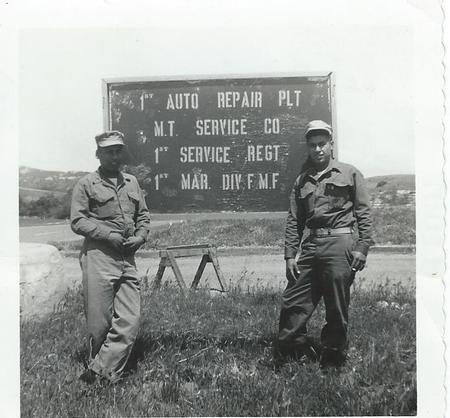 1ST AUTO REPAIR PLT
M.T. SERVICE CO
1ST SERVICE REGT
1ST MAR. DIV F.M.F